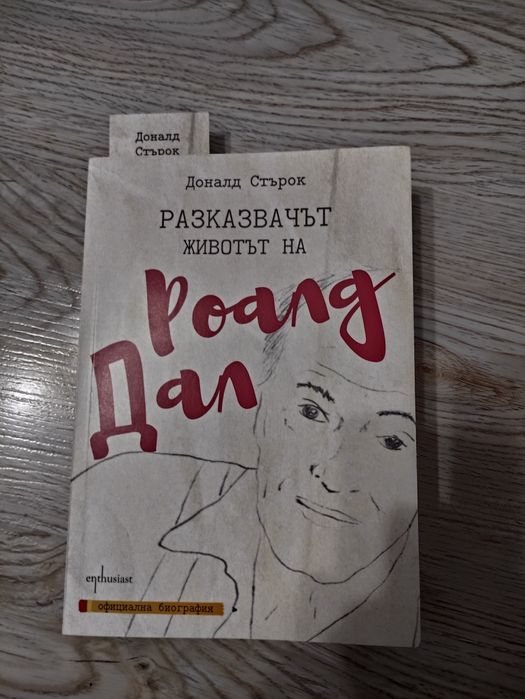 Доналд
Стърок
Доналд Стърок
РАЗКАЗВАЧЪТ
ЖИВОТЪТ НА
Роалд
Дал
enthusiast
официална биография